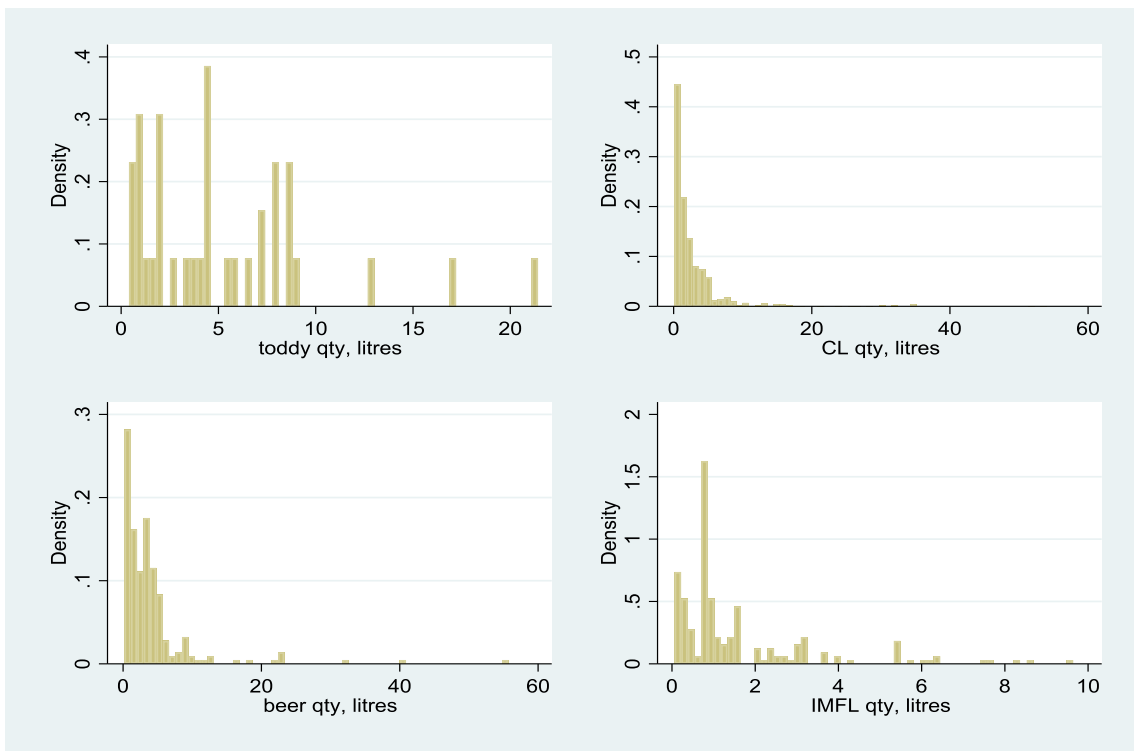 Density
0 .1 .2 .3 .4
0 5 10 15 20
toddy qty, litres
Density
0 .1 .2 .3 .4 .5
0 20 40 60
CL qty, litres
Density
0 .1 .2 .3
0 20 40 60
beer qty, litres
Density
0 .5 1 1.5 2
0 2 4 6 8 10
IMFL qty, litres